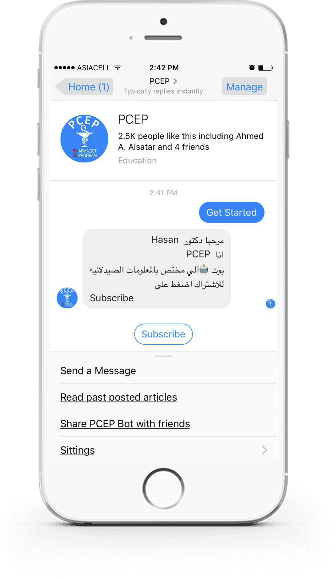 ASIACELL
2:42 PM
Home (1)
PCEP
Typically replies instantly
Manage
PCEP
PCEP
2.5K people like this including Ahmed
A. Alsatar and 4 friends
Education
2:41 PM
Get Started
مرحبا دكتور Hasan
انا PCEP
بوت الي مختص بالمعلومات الصيدلانيه
للاشتراك اضغط على
Subscribe
Subscribe
Send a Message
Read past posted articles
Share PCEP Bot with friends
Sittings